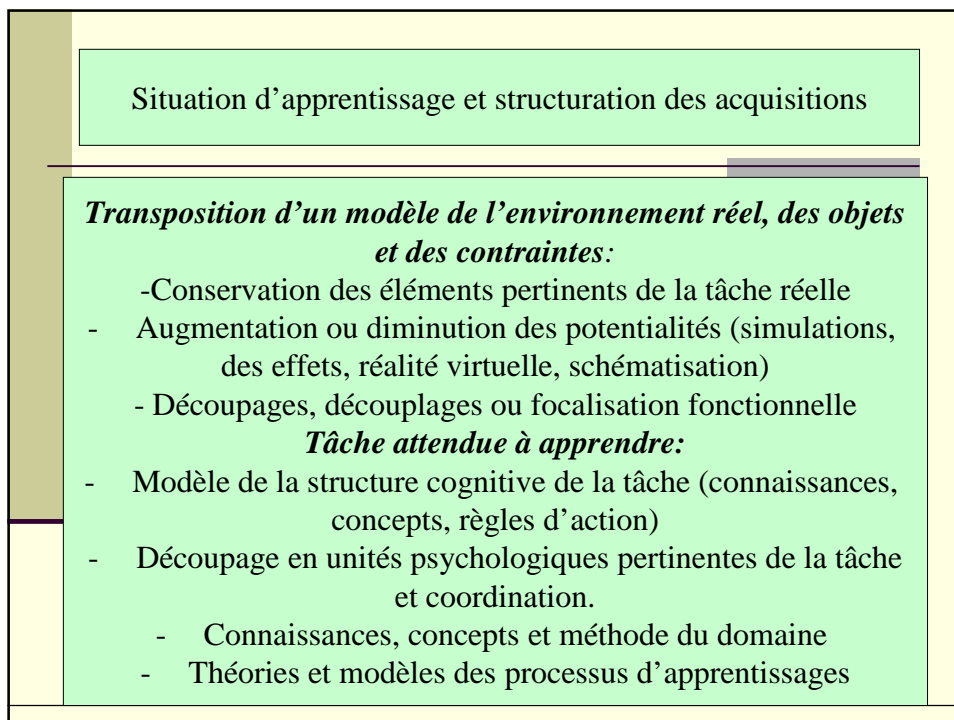 Situation d’apprentissage et structuration des acquisitions
Transposition d’un modèle de l’environnement réel, des objets
et des contraintes:
-Conservation des éléments pertinents de la tâche réelle
- Augmentation ou diminution des potentialités (simulations,
des effets, réalité virtuelle, schématisation)
- Découpages, découplages ou focalisation fonctionnelle
Tâche attendue à apprendre:
- Modèle de la structure cognitive de la tâche (connaissances,
concepts, règles d’action)
- Découpage en unités psychologiques pertinentes de la tâche
et coordination.
- Connaissances, concepts et méthode du domaine
- Théories et modèles des processus d’apprentissages